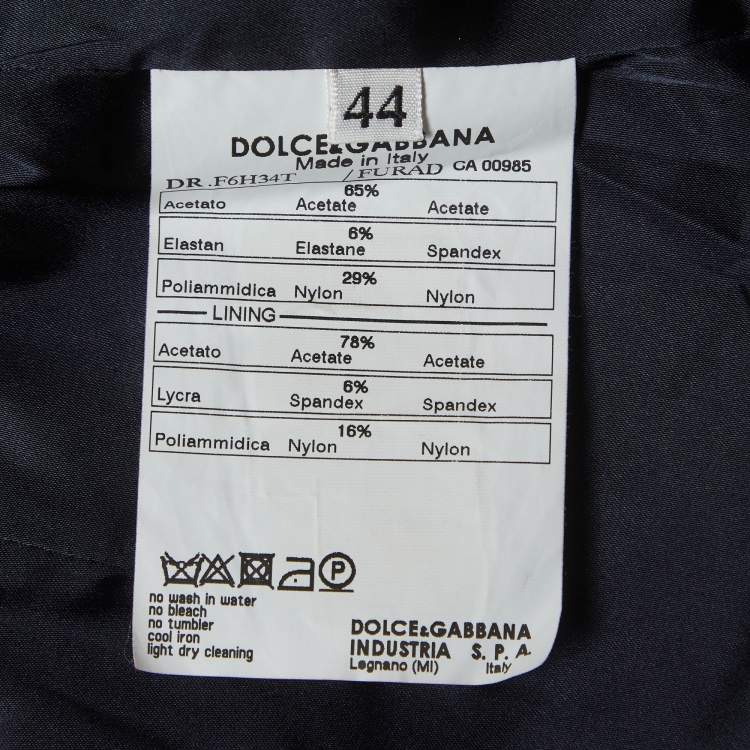 44
DOLCE&GABBANA
Made in Italy
DR.F6H34T /FURAD CA 00985
65%
Acetato Acetate Acetate
6%
Elastan Elastane Spandex
29%
Poliammidica Nylon Nylon
LINING
78%
Acetato Acetate Acetate
6%
Lycra Spandex Spandex
16%
Poliammidica Nylon Nylon
P
no wash in water
no bleach
no tumbler
cool iron
light dry cleaning
DOLCE&GABBANA
INDUSTRIA S. P. A.
Legnano (MI) Italy